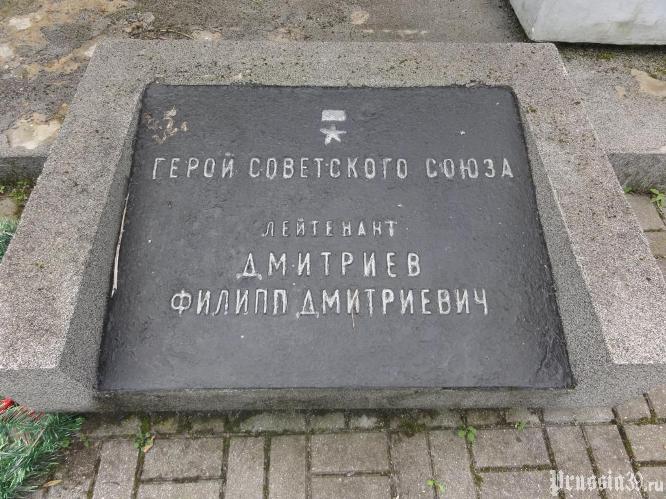 ГЕРОЙ СОВЕТСКОГО СОЮЗА
ЛЕЙТЕНАНТ
ДМИТРИЕВ
ФИЛИПП ДМИТРИЕВИЧ
Prussia39.ru